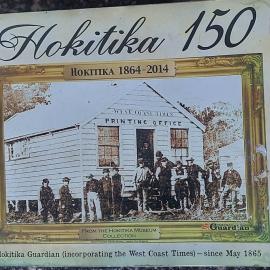 Hokitika 150
HOKITIKA 1864-2014
WEST COAST TIMES
PRINTING OFFICE
FROM THE HOKITIKA MUSEUM
COLLECTION
Guardian
Hokitika Guardian (incorporating the West Coast Times) – since May 1865